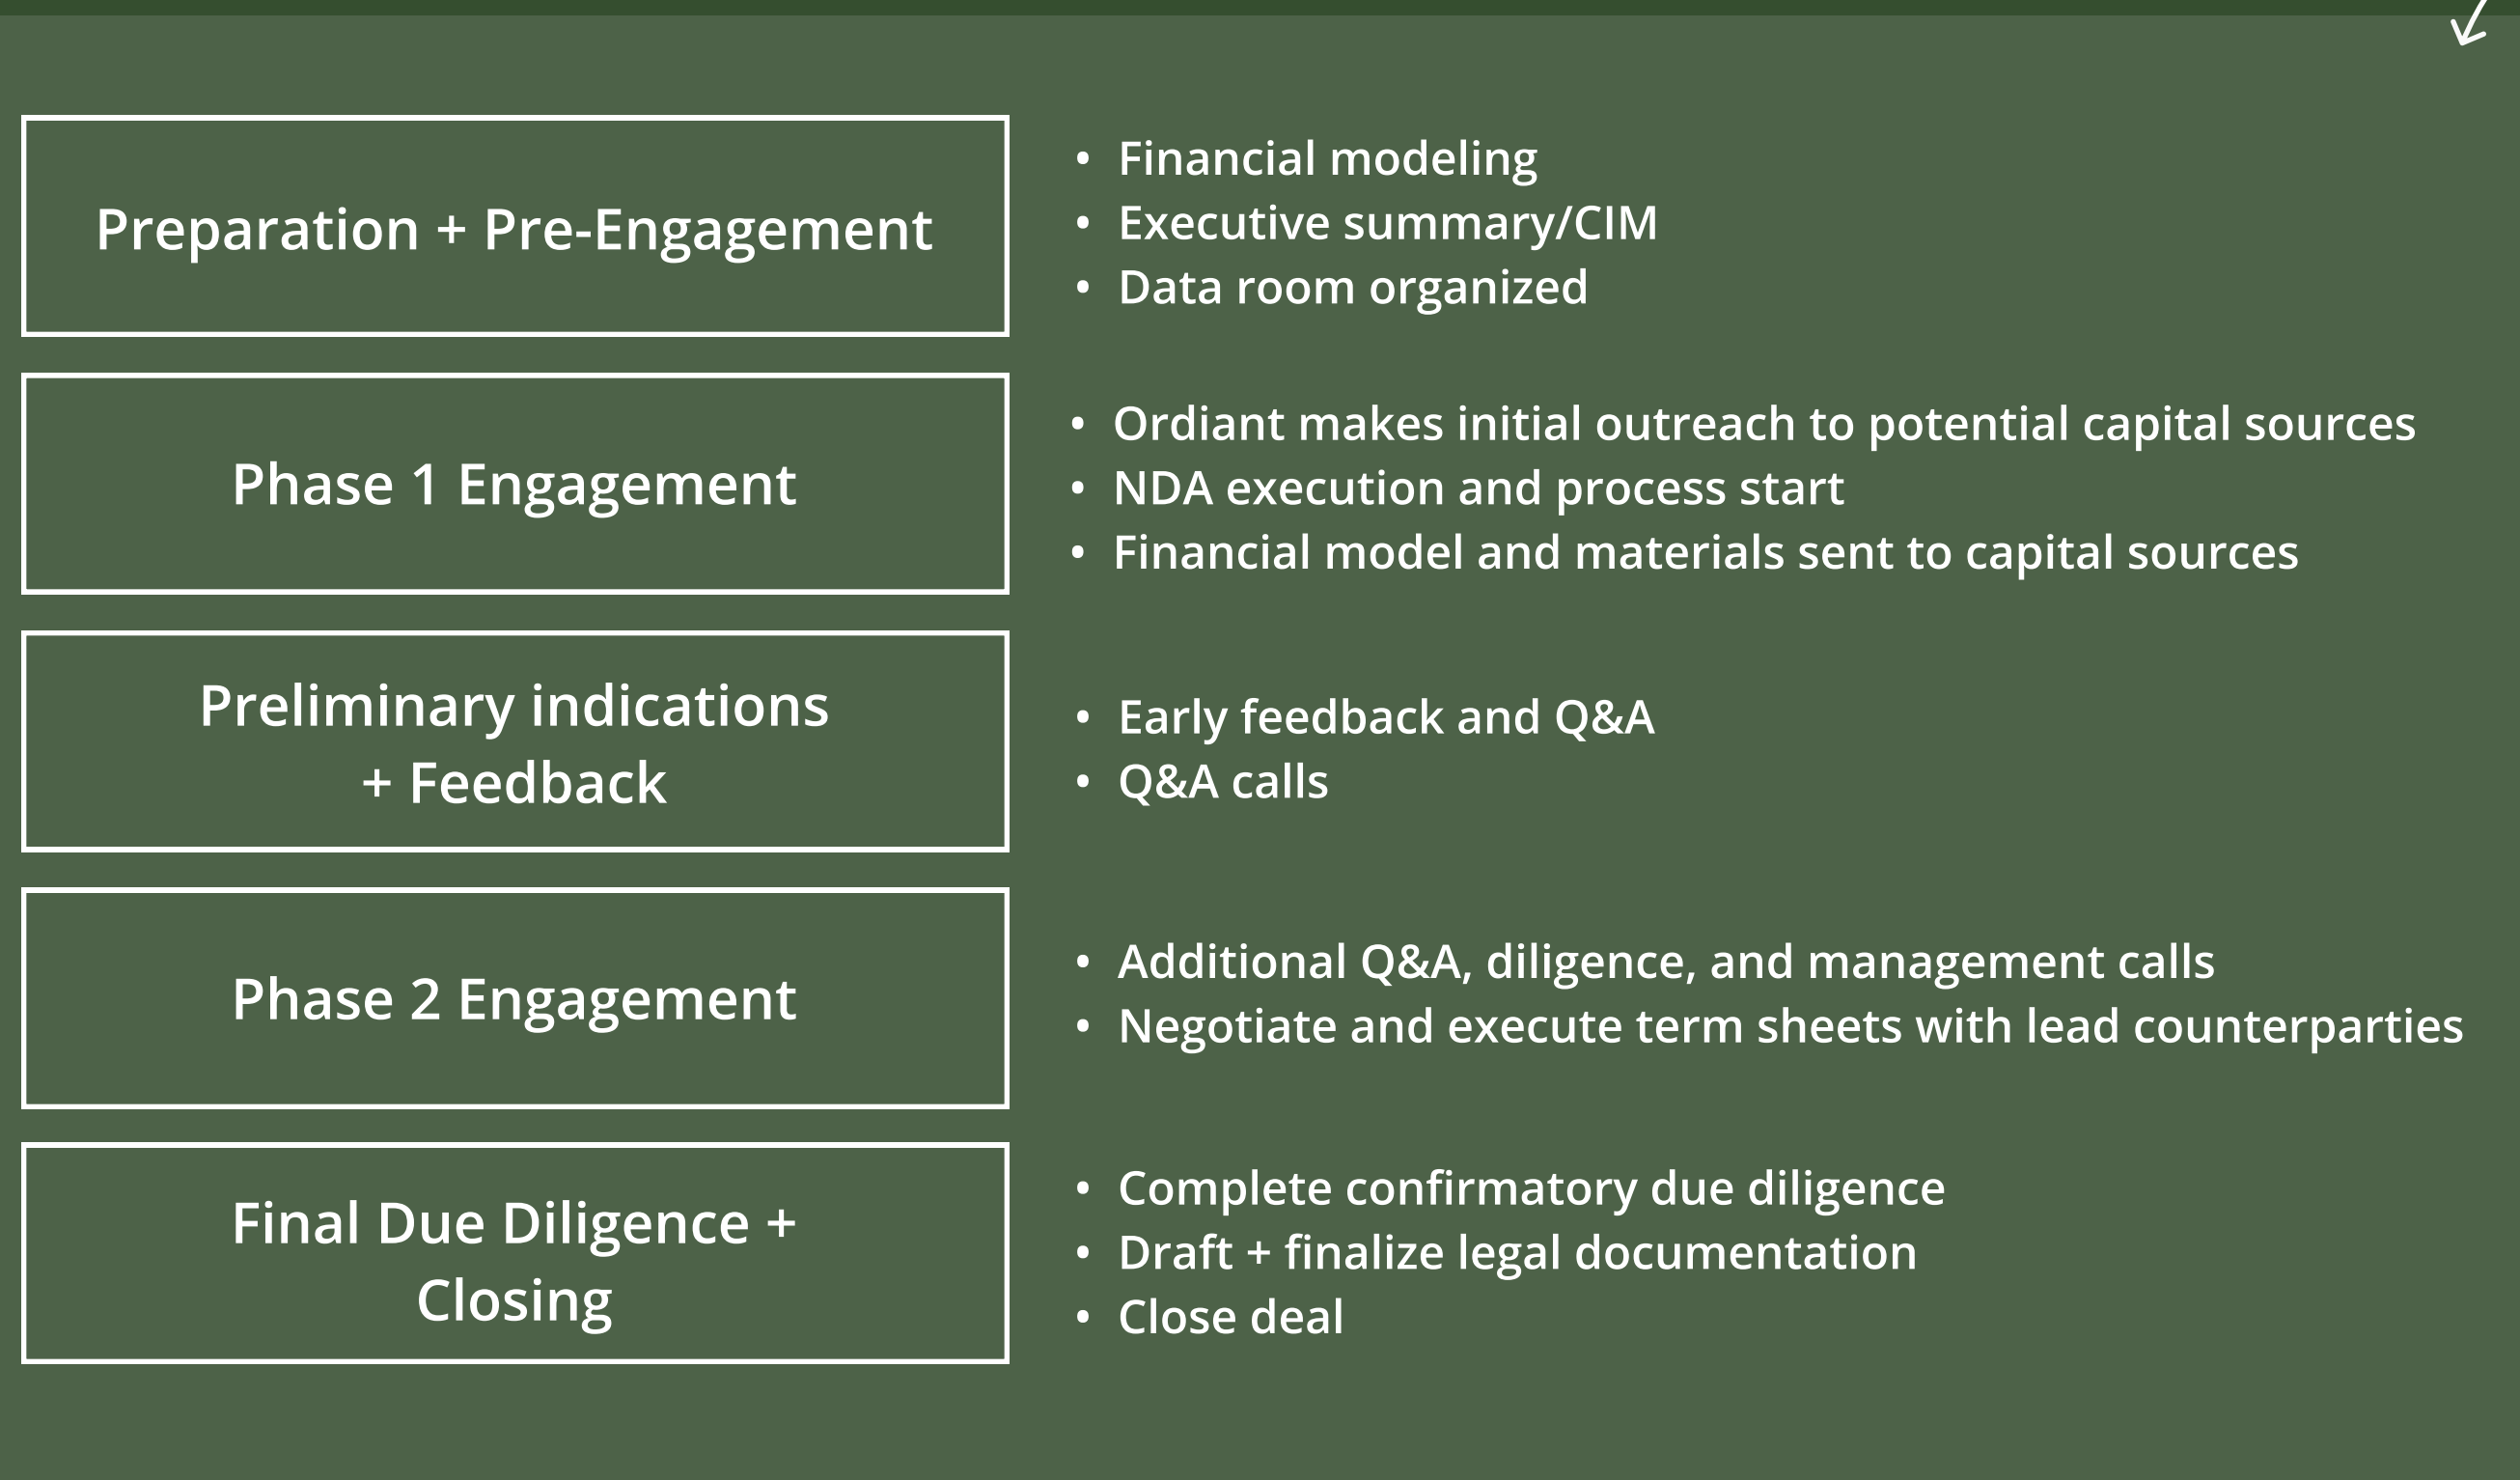 Preparation + Pre-Engagement
• Financial modeling
• Executive summary/CIM
• Data room organized
Phase 1 Engagement
• Ordiant makes initial outreach to potential capital sources
• NDA execution and process start
• Financial model and materials sent to capital sources
Preliminary indications
+ Feedback
• Early feedback and Q&A
• Q&A calls
Phase 2 Engagement
• Additional Q&A, diligence, and management calls
• Negotiate and execute term sheets with lead counterparties
Final Due Diligence +
Closing
• Complete confirmatory due diligence
• Draft + finalize legal documentation
• Close deal